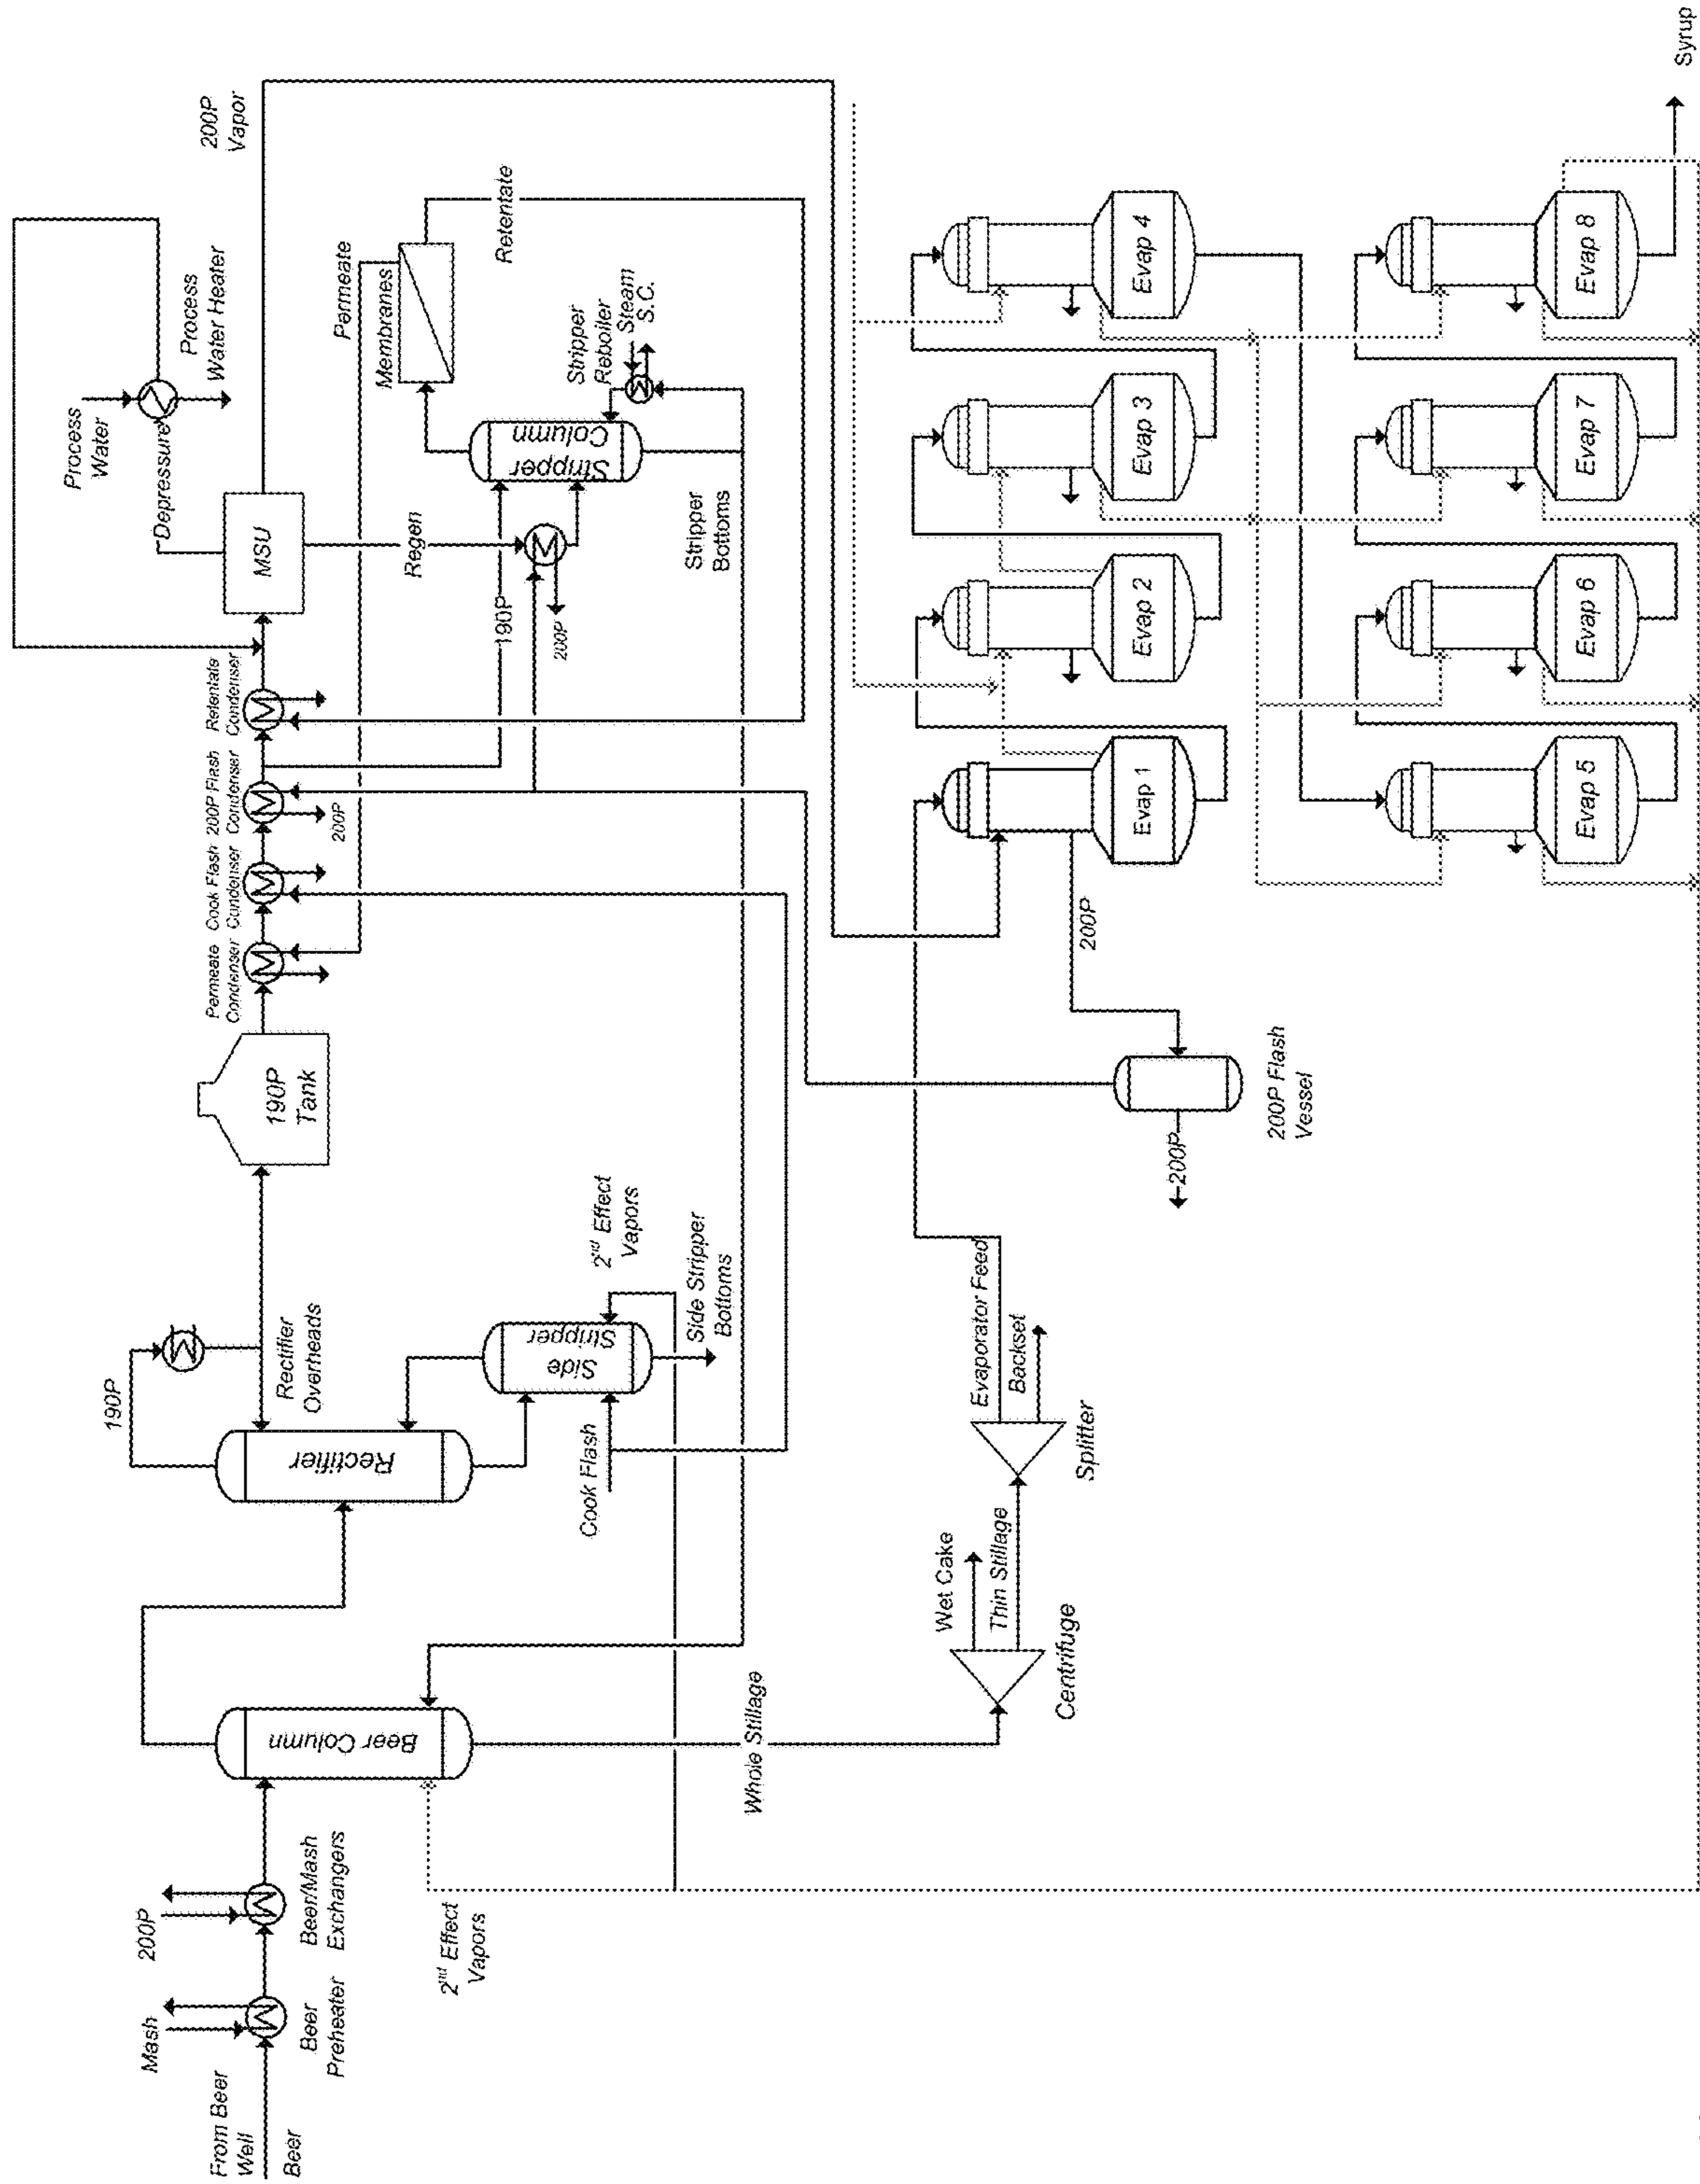 From Beer
Well
Beer
Mash
Beer
Preheater
200P
Beer/Mash
Exchangers
2nd Effect
Vapors
Beer Column
Whole Stillage
Rectifier
190P
Rectifier
Overheads
Side
Stripper
Cook Flash
2nd Effect
Vapors
Side Stripper
Bottoms
190P
Tank
Permeate
Condenser
Cook Flash
Condenser
200P Flash
Condenser
200P
Retentate
Condenser
MSU
Depressure
Process
Water
Process
Water Heater
200P
Vapor
Regen
190P
200P
Stripper
Column
Stripper
Bottoms
Stripper
Reboiler
Steam
S.C.
Membranes
Permeate
Retentate
Centrifuge
Wet Cake
Thin Stillage
Splitter
Evaporator Feed
Backset
200P
200P Flash
Vessel
200P
Evap 1
Evap 2
Evap 3
Evap 4
Evap 5
Evap 6
Evap 7
Evap 8
Syrup